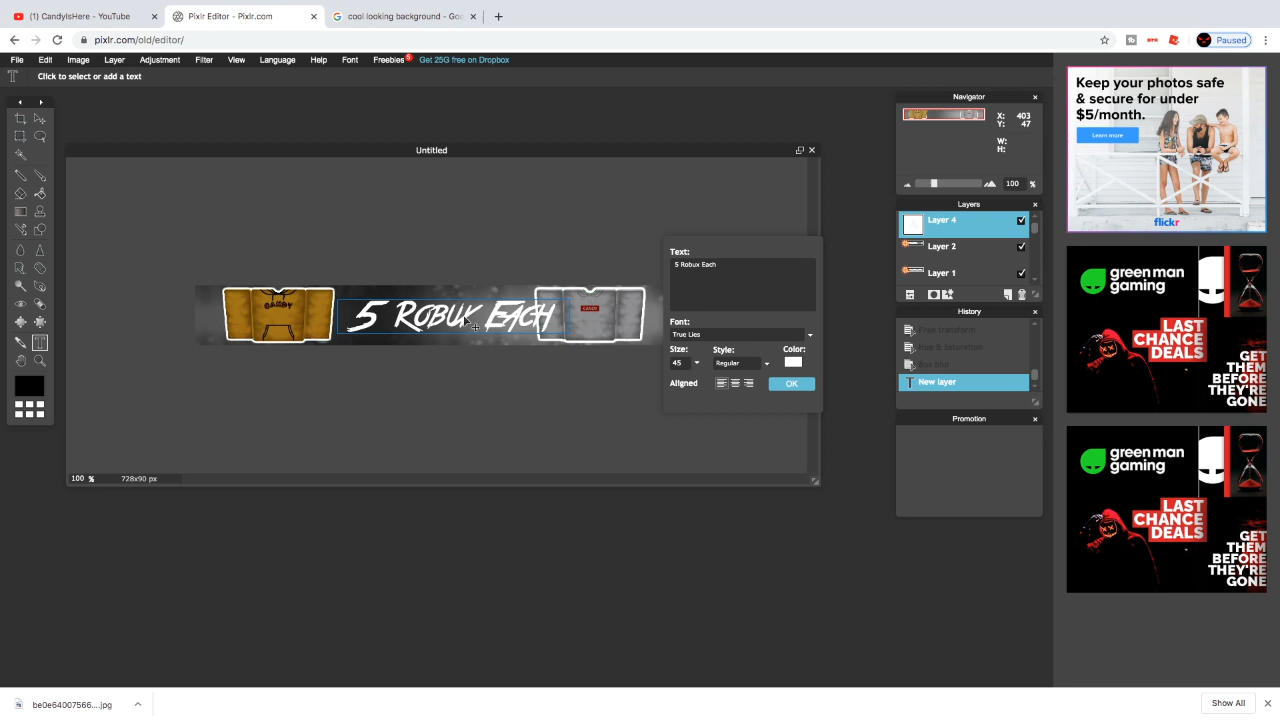 (1) CandyIsHere - YouTube
Pixlr Editor - Pixlr.com
cool looking background - Goo
pixlr.com/old/editor/
Paused
File Edit Image Layer Adjustment Filter View Language Help Font Freebies 5 Get 25G free on Dropbox
Click to select or add a text
Untitled
CANDY
5 Robux Each
CANDY
100 % 728x90 px
Text:
5 Robux Each
Font:
True Lies
Size: Style: Color:
45 Regular
Aligned OK
Navigator
X: 403
Y: 47
W:
H:
100 %
Layers
Layer 4
Layer 2
Layer 1
History
Free transform
Hue & Saturation
Box blur
New layer
Promotion
Keep your photos safe
& secure for under
$5/month.
Learn more
flickr
green man
gaming
LAST
CHANCE
DEALS
GET
THEM
BEFORE
THEY'RE
GONE
green man
gaming
LAST
CHANCE
DEALS
GET
THEM
BEFORE
THEY'RE
GONE
be0e64007566....jpg
Show All